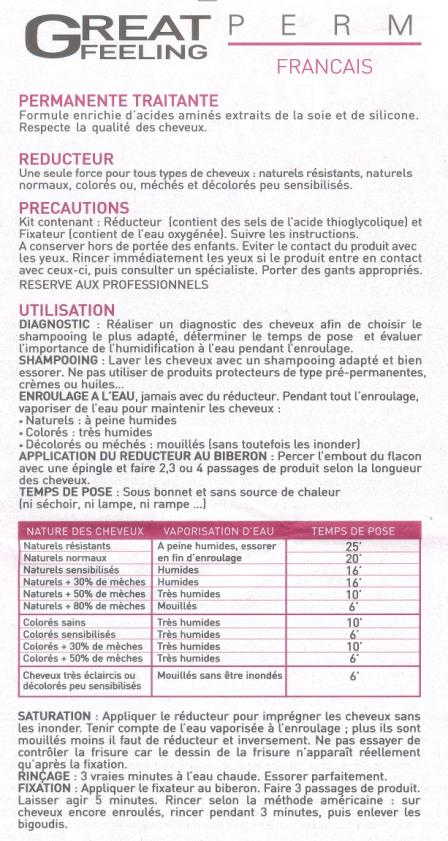 GREAT FEELING PERM
FRANCAIS
PERMANENTE TRAITANTE
Formule enrichie d'acides aminés extraits de la soie et de silicone.
Respecte la qualité des cheveux.
REDUCTEUR
Une seule force pour tous types de cheveux : naturels résistants, naturels
normaux, colorés ou, méchés et décolorés peu sensibilisés.
PRECAUTIONS
Kit contenant : Réducteur (contient des sels de l'acide thioglycolique) et
Fixateur (contient de l'eau oxygénée). Suivre les instructions.
A conserver hors de portée des enfants. Eviter le contact du produit avec
les yeux. Rincer immédiatement les yeux si le produit entre en contact
avec ceux-ci, puis consulter un spécialiste. Porter des gants appropriés.
RESERVE AUX PROFESSIONNELS
UTILISATION
DIAGNOSTIC : Réaliser un diagnostic des cheveux afin de choisir le
shampooing le plus adapté, déterminer le temps de pose et évaluer
l'importance de l'humidification à l'eau pendant l'enroulage.
SHAMPOOING : Laver les cheveux avec un shampooing adapté et bien
essorer. Ne pas utiliser de produits protecteurs de type pré-permanentes,
crèmes ou huiles...
ENROULAGE A L'EAU, jamais avec du réducteur. Pendant tout l'enroulage,
vaporiser de l'eau pour maintenir les cheveux :
• Naturels : à peine humides
• Colorés : très humides
• Décolorés ou méchés : mouillés (sans toutefois les inonder)
APPLICATION DU REDUCTEUR AU BIBERON : Percer l'embout du flacon
avec une épingle et faire 2,3 ou 4 passages de produit selon la longueur
des cheveux.
TEMPS DE POSE : Sous bonnet et sans source de chaleur
(ni séchoir, ni lampe, ni rampe ...)
NATURE DES CHEVEUX VAPORISATION D'EAU TEMPS DE POSE
Naturels résistants A peine humides, essorer 25'
Naturels normaux en fin d'enroulage 20'
Naturels sensibilisés Humides 16'
Naturels + 30% de mèches Humides 16'
Naturels + 50% de mèches Très humides 10'
Naturels + 80% de mèches Mouillés 6'
Colorés sains Très humides 10'
Colorés sensibilisés Très humides 6'
Colorés + 30% de mèches Très humides 10'
Colorés + 50% de mèches Très humides 6'
Cheveux très éclaircis ou Mouillés sans être inondés 6'
décolorés peu sensibilisés
SATURATION : Appliquer le réducteur pour imprégner les cheveux sans
les inonder. Tenir compte de l'eau vaporisée à l'enroulage ; plus ils sont
mouillés moins il faut de réducteur et inversement. Ne pas essayer de
contrôler la frisure car le dessin de la frisure n'apparaît réellement
qu'après la fixation.
RINÇAGE : 3 vraies minutes à l'eau chaude. Essorer parfaitement.
FIXATION : Appliquer le fixateur au biberon. Faire 3 passages de produit.
Laisser agir 5 minutes. Rincer selon la méthode américaine : sur
cheveux encore enroulés, rincer pendant 3 minutes, puis enlever les
bigoudis.